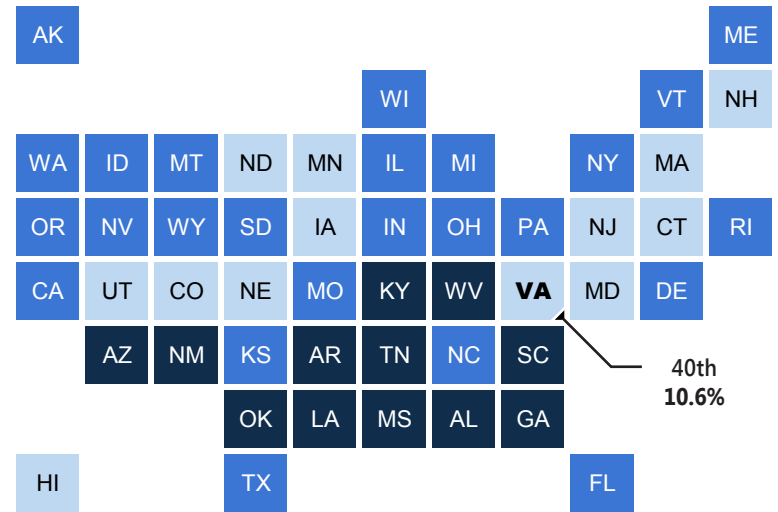 AK ME
WI VT NH
WA ID MT ND MN IL MI NY MA
OR NV WY SD IA IN OH PA NJ CT RI
CA UT CO NE MO KY WV VA MD DE
AZ NM KS AR TN NC SC
40th
10.6%
OK LA MS AL GA
HI TX FL